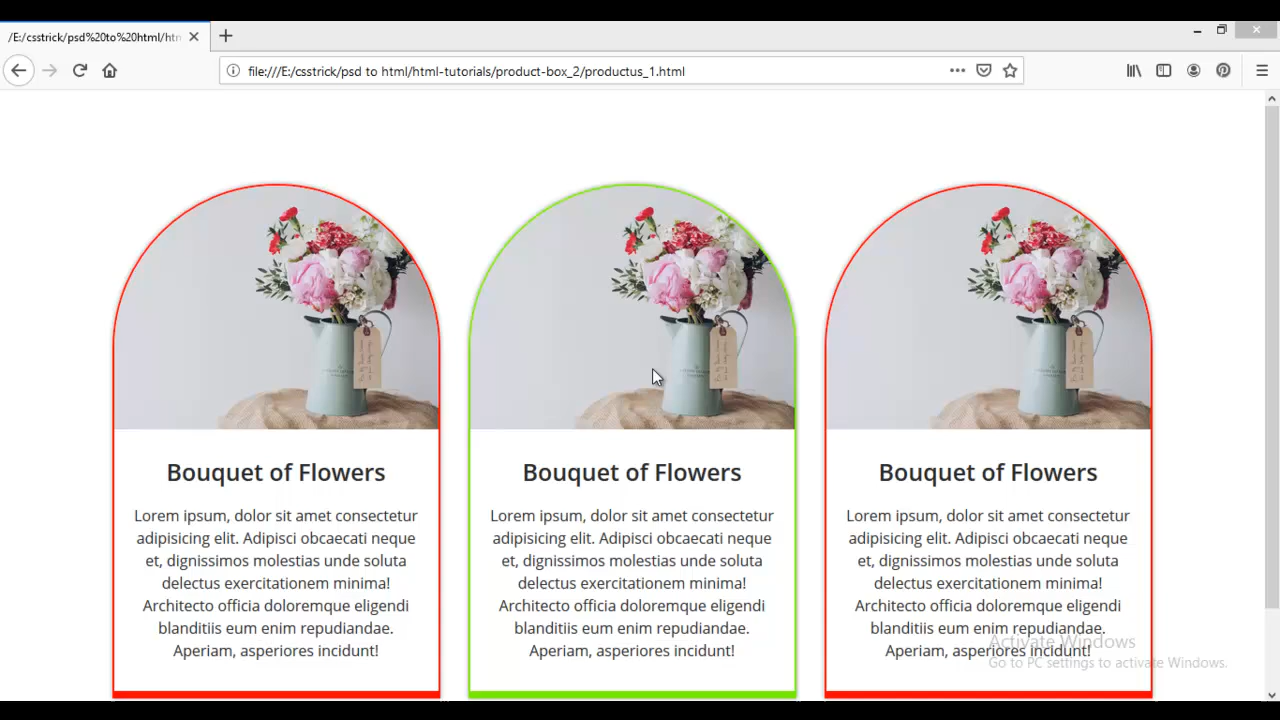 /E:/csstrick/psd%20to%20html/htm
file:///E:/csstrick/psd to html/html-tutorials/product-box_2/productus_1.html
Bouquet of Flowers
Lorem ipsum, dolor sit amet consectetur
adipisicing elit. Adipisci obcaecati neque
et, dignissimos molestias unde soluta
delectus exercitationem minima!
Architecto officia doloremque eligendi
blanditiis eum enim repudiandae.
Aperiam, asperiores incidunt!
Bouquet of Flowers
Lorem ipsum, dolor sit amet consectetur
adipisicing elit. Adipisci obcaecati neque
et, dignissimos molestias unde soluta
delectus exercitationem minima!
Architecto officia doloremque eligendi
blanditiis eum enim repudiandae.
Aperiam, asperiores incidunt!
Bouquet of Flowers
Lorem ipsum, dolor sit amet consectetur
adipisicing elit. Adipisci obcaecati neque
et, dignissimos molestias unde soluta
delectus exercitationem minima!
Architecto officia doloremque eligendi
blanditiis eum enim repudiandae.
Aperiam, asperiores incidunt!
Activate Windows
Go to PC settings to activate Windows.